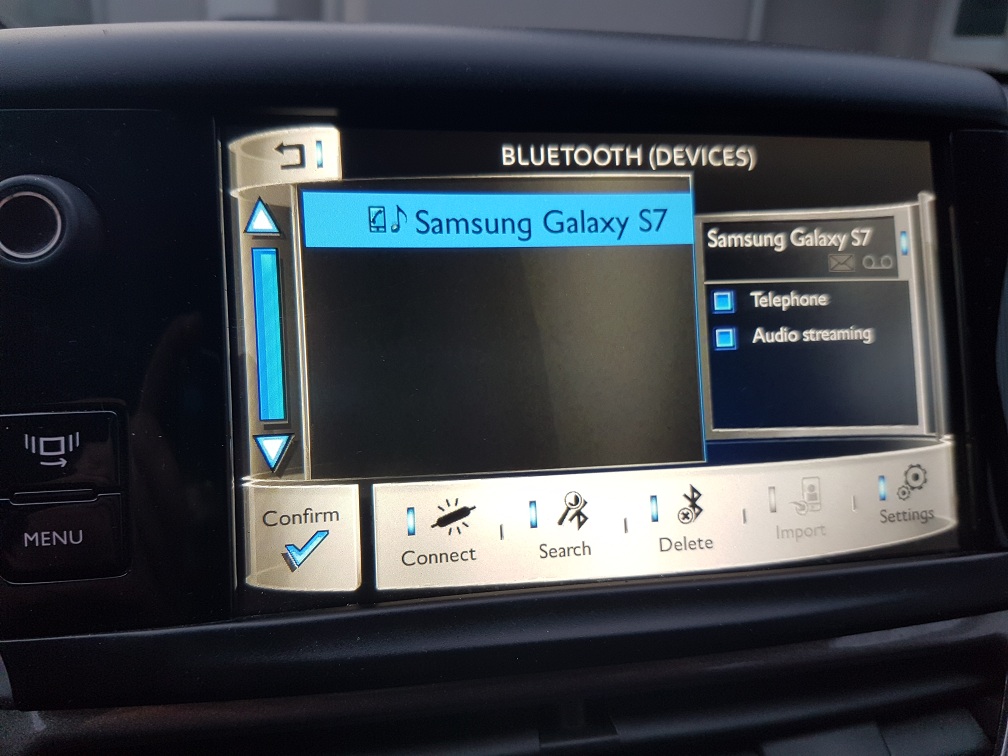 BLUETOOTH (DEVICES)
Samsung Galaxy S7
Samsung Galaxy S7
Telephone
Audio streaming
MENU
Confirm
Connect
Search
Delete
Import
Settings